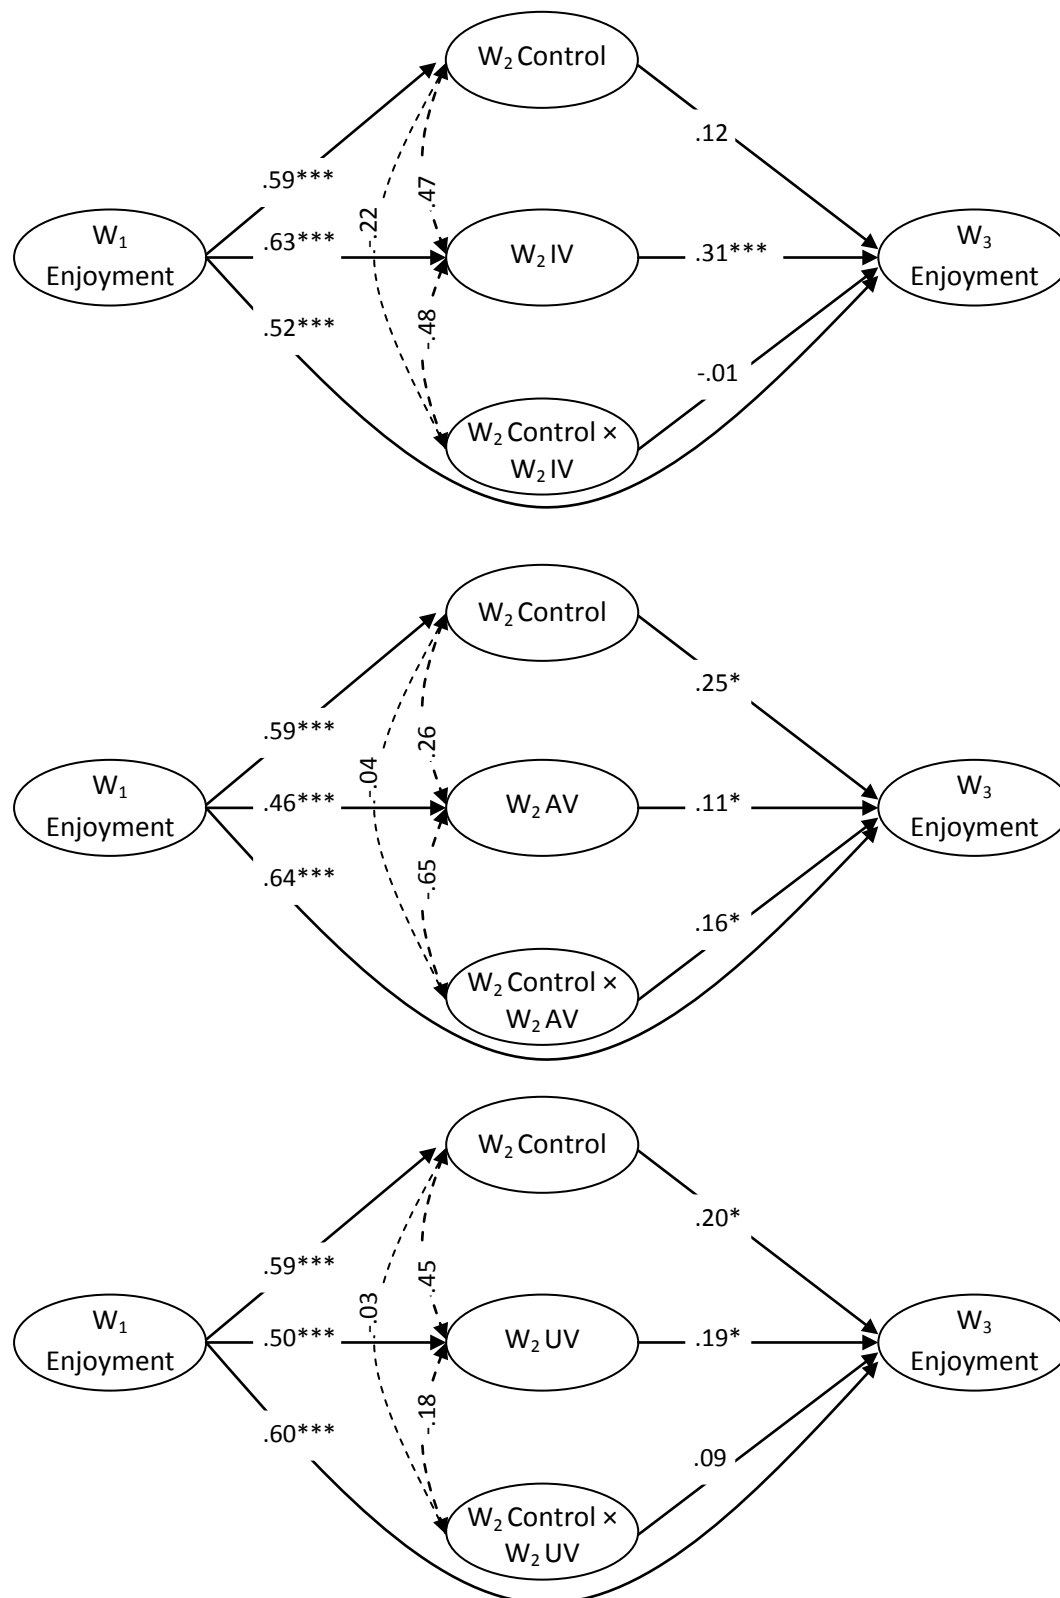 W₂ Control
.12
.59***
.47
.22
W₁
Enjoyment
.63***
W₂ IV
.31***
W₃
Enjoyment
.52***
.48
-.01
W₂ Control ×
W₂ IV
W₂ Control
.25*
.59***
.26
.04
W₁
Enjoyment
.46***
W₂ AV
.11*
W₃
Enjoyment
.64***
.65
.16*
W₂ Control ×
W₂ AV
W₂ Control
.20*
.59***
.45
.03
W₁
Enjoyment
.50***
W₂ UV
.19*
W₃
Enjoyment
.60***
.18
.09
W₂ Control ×
W₂ UV